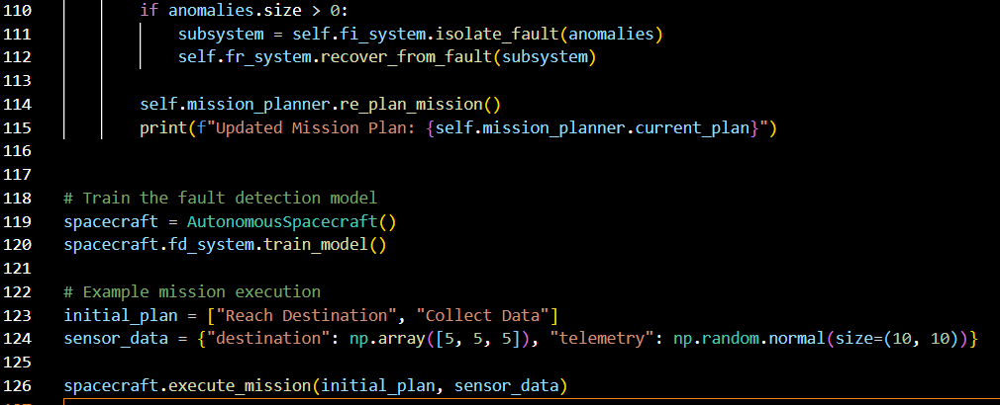 110 if anomalies.size > 0:
111 subsystem = self.fi_system.isolate_fault(anomalies)
112 self.fr_system.recover_from_fault(subsystem)
113
114 self.mission_planner.re_plan_mission()
115 print(f"Updated Mission Plan: {self.mission_planner.current_plan}")
116
117
118 # Train the fault detection model
119 spacecraft = AutonomousSpacecraft()
120 spacecraft.fd_system.train_model()
121
122 # Example mission execution
123 initial_plan = ["Reach Destination", "Collect Data"]
124 sensor_data = {"destination": np.array([5, 5, 5]), "telemetry": np.random.normal(size=(10, 10))}
125
126 spacecraft.execute_mission(initial_plan, sensor_data)